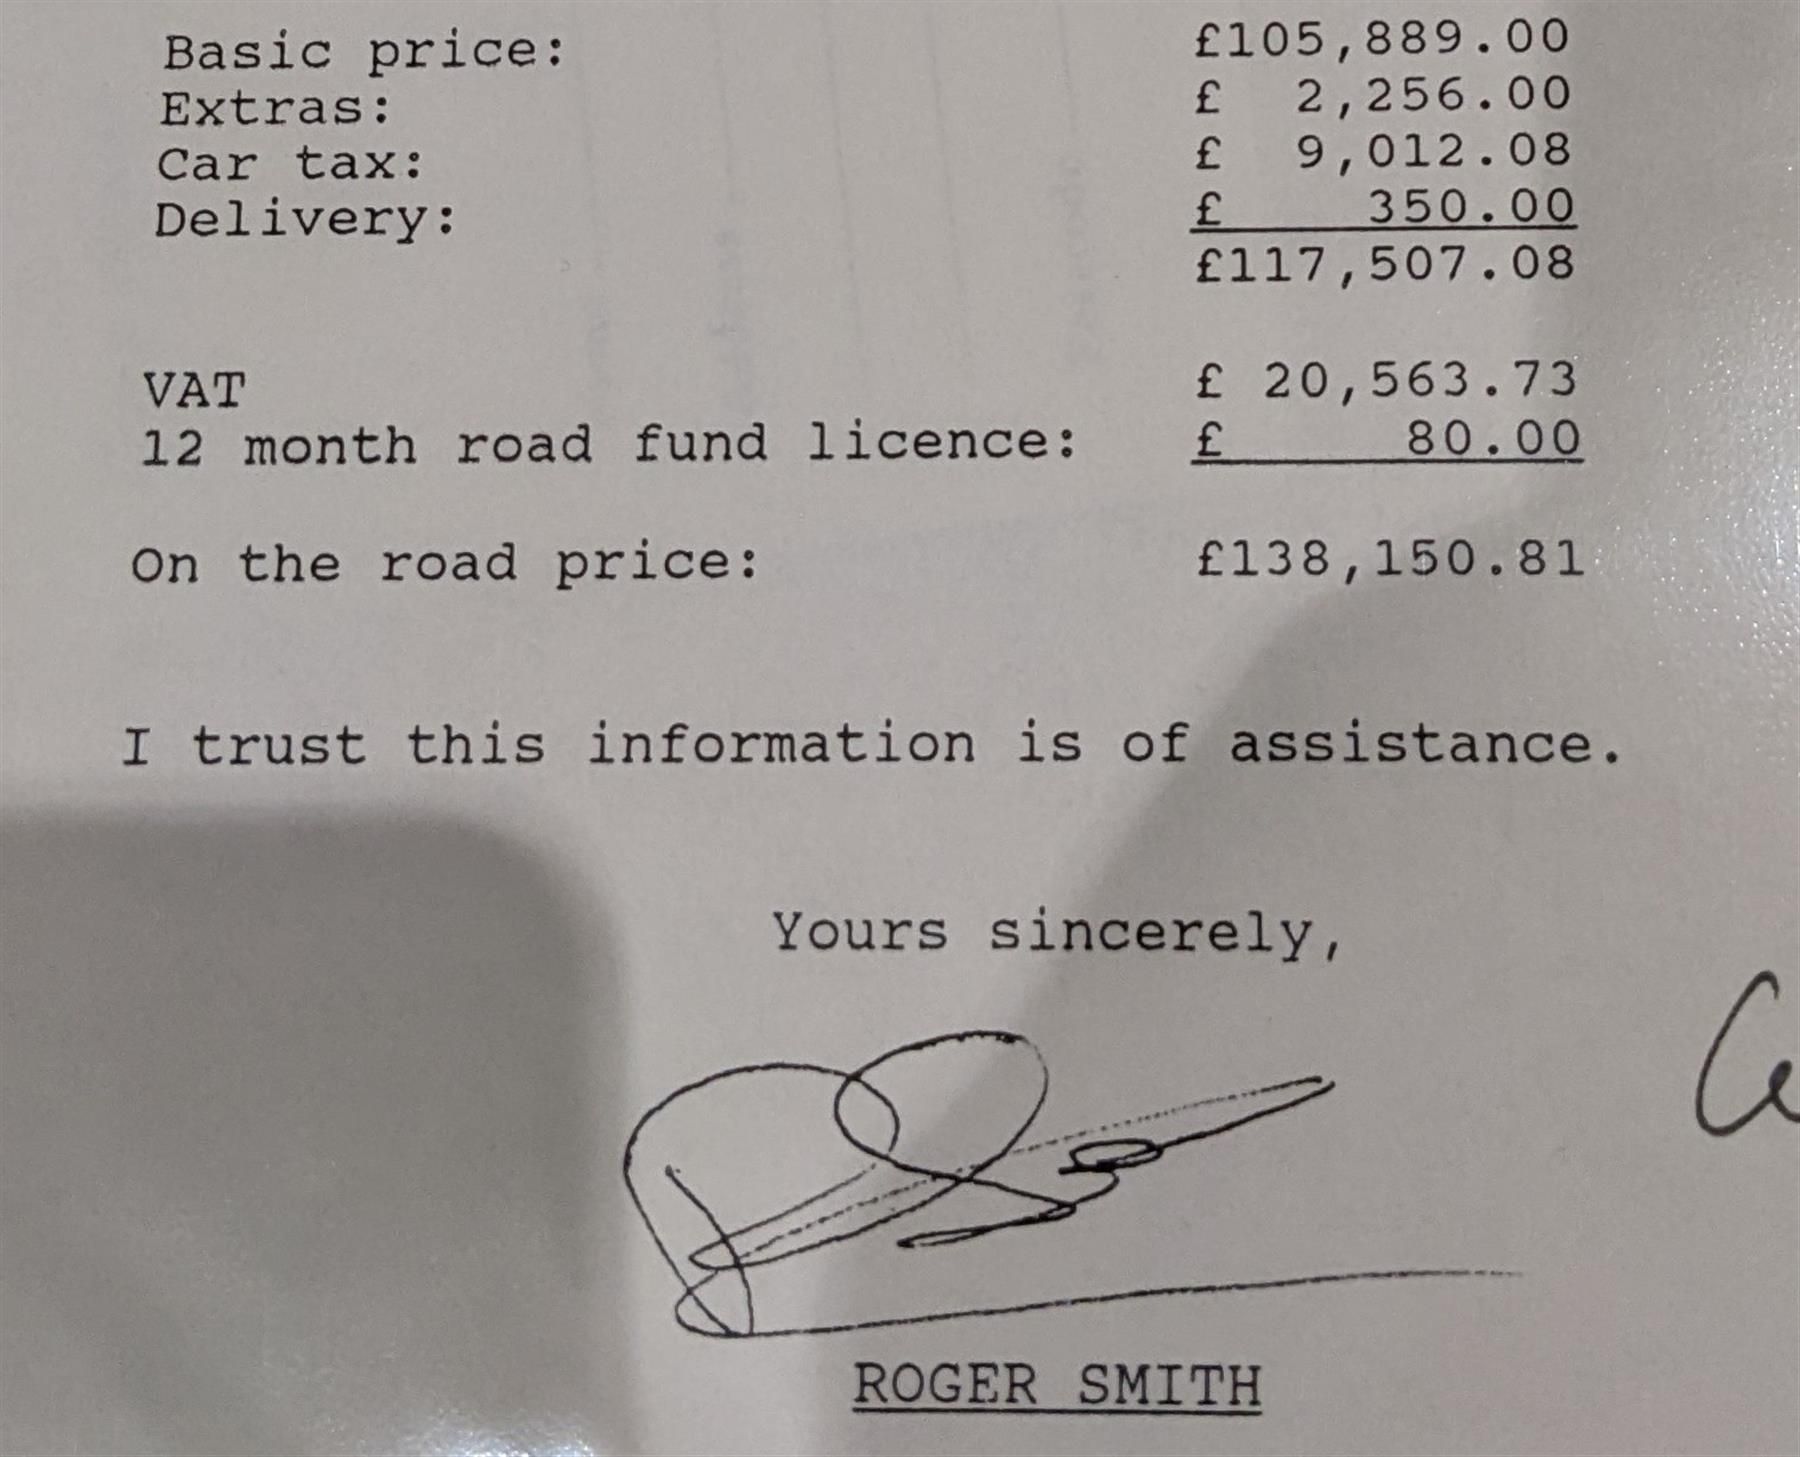 Basic price: £105,889.00
Extras: £ 2,256.00
Car tax: £ 9,012.08
Delivery: £ 350.00
£117,507.08
VAT £ 20,563.73
12 month road fund licence: £ 80.00
On the road price: £138,150.81
I trust this information is of assistance.
Yours sincerely,
ROGER SMITH